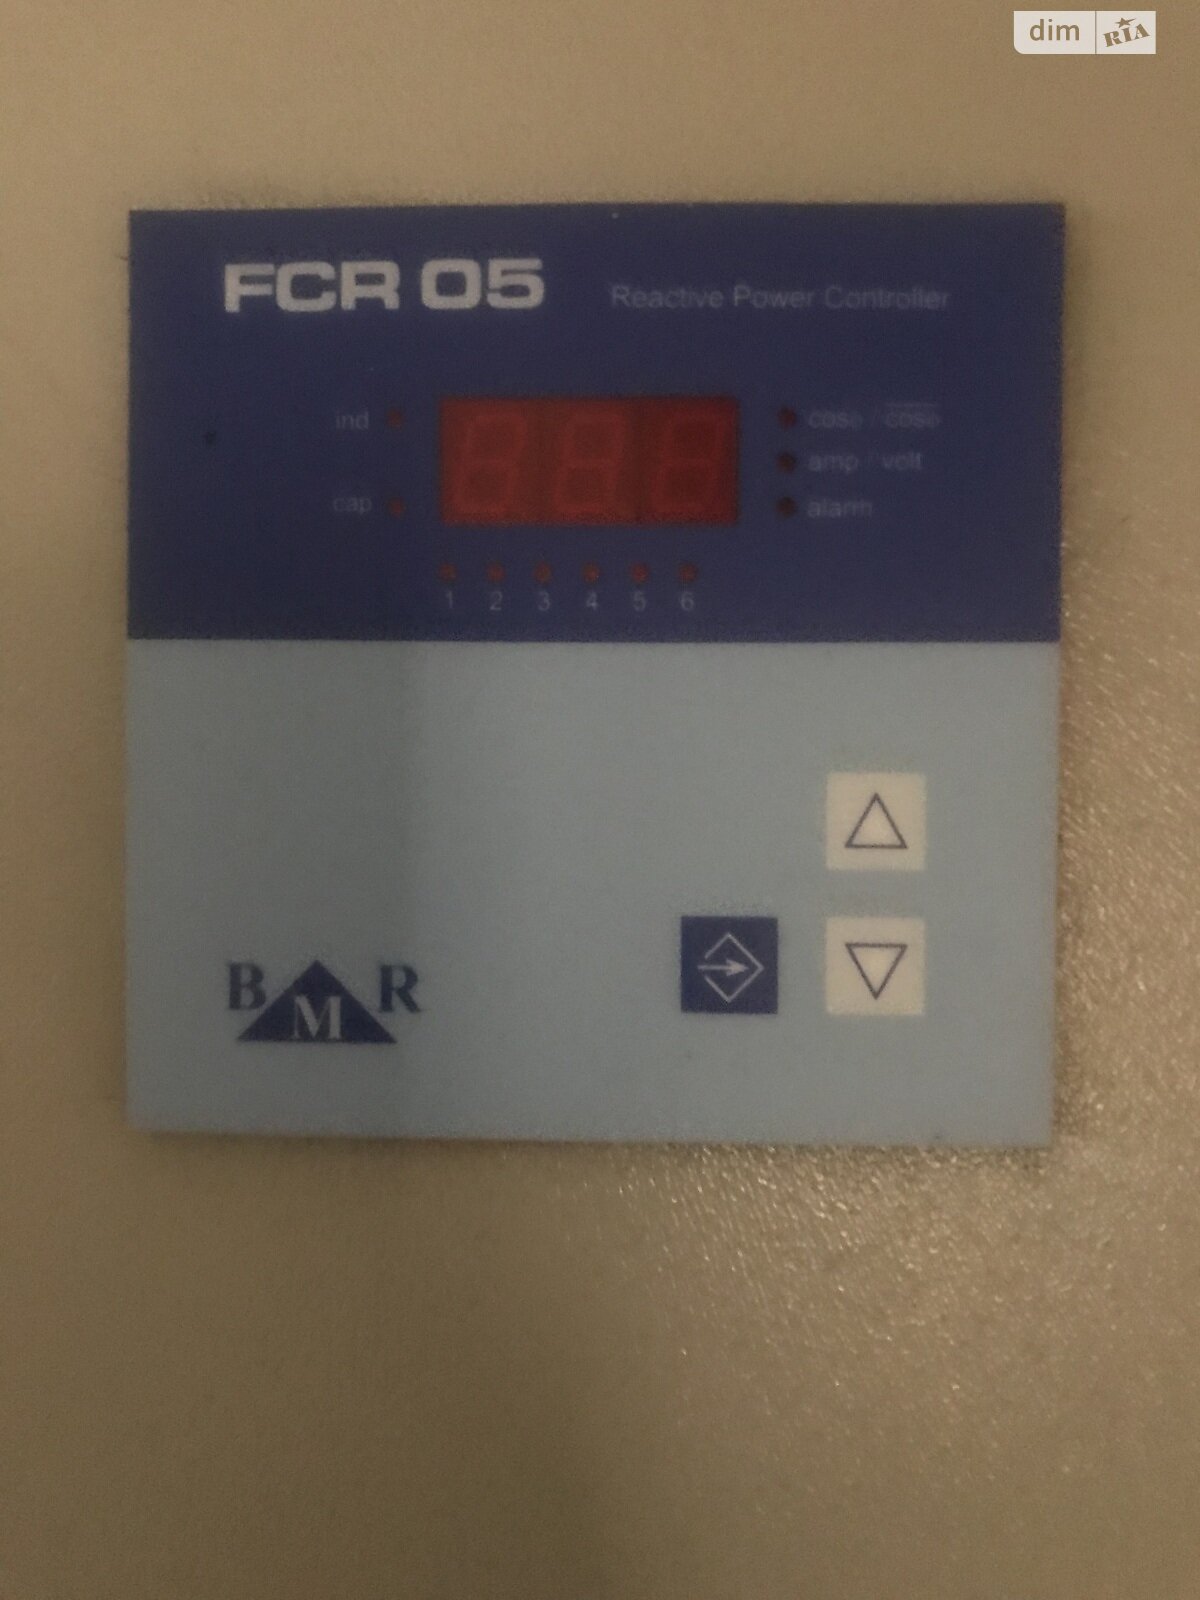 dim RIA
FCR 05 Reactive Power Controller
ind
cosφ / cosφ
amp / volt
cap
alarm
1 2 3 4 5 6
BMR